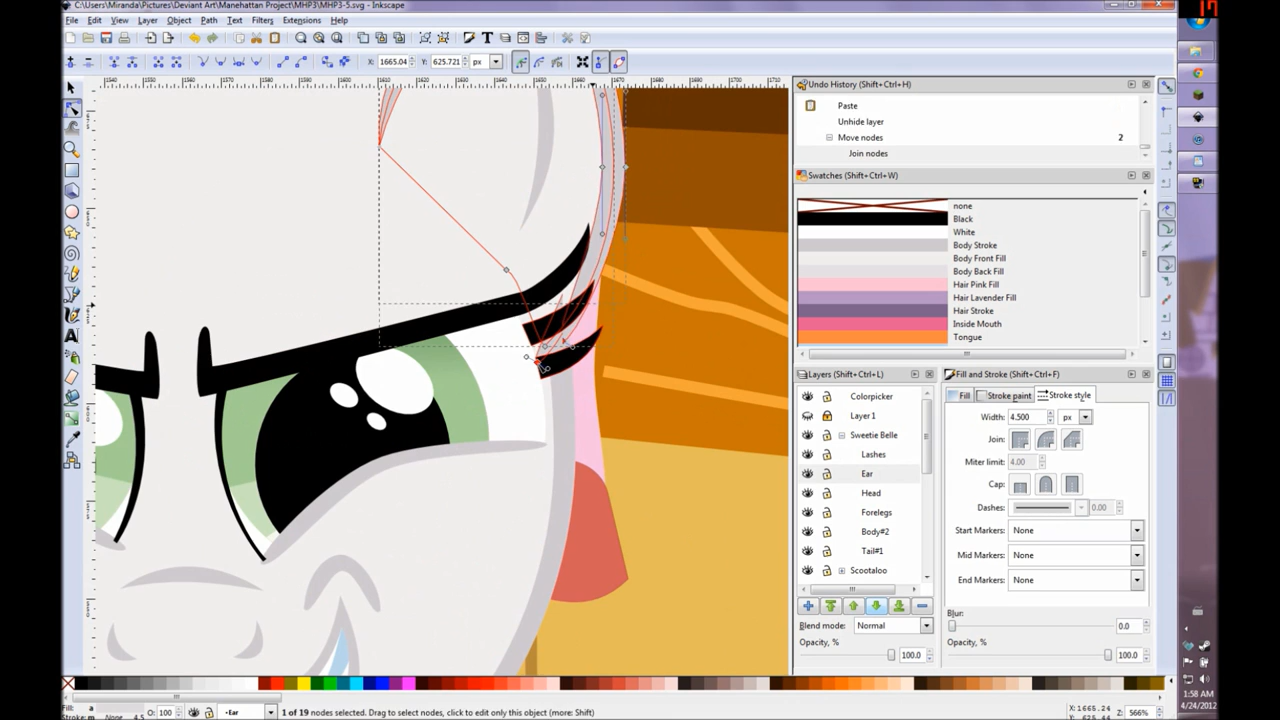 C:\Users\Miranda\Pictures\Deviant Art\Manehattan Project\MHP3\MHP3-5.svg - Inkscape
File Edit View Layer Object Path Text Filters Extensions Help
X: 1665.04 Y: 625.721 px
Undo History (Shift+Ctrl+H)
Paste
Unhide layer
Move nodes 2
Join nodes
Swatches (Shift+Ctrl+W)
none
Black
White
Body Stroke
Body Front Fill
Body Back Fill
Hair Pink Fill
Hair Lavender Fill
Hair Stroke
Inside Mouth
Tongue
Layers (Shift+Ctrl+L)
Colorpicker
Layer 1
Sweetie Belle
Lashes
Ear
Head
Forelegs
Body#2
Tail#1
Scootaloo
Blend mode: Normal
Opacity, % 100.0
Fill and Stroke (Shift+Ctrl+F)
Fill Stroke paint Stroke style
Width: 4.500 px
Join:
Miter limit: 4.00
Cap:
Dashes: 0.00
Start Markers: None
Mid Markers: None
End Markers: None
Blur:
0.0
Opacity, %
100.0
Fill: a
Stroke: m None 4.5
O: 100
-Ear
1 of 19 nodes selected. Drag to select nodes, click to edit only this object (more: Shift)
X: 1665.24
Z: 566%
1:58 AM
4/24/2012